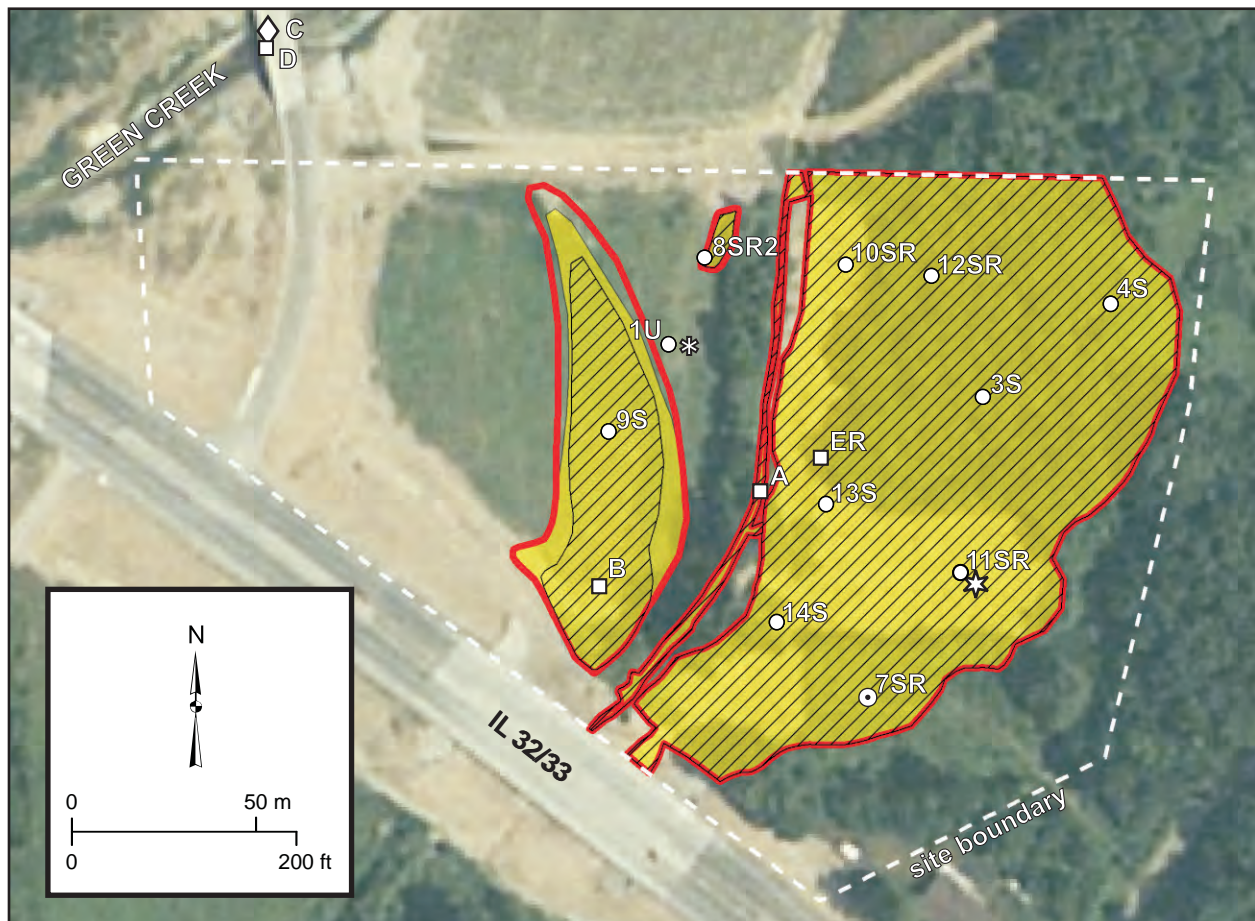 C
D
GREEN CREEK
8SR2
10SR
12SR
4S
1U *
3S
9S
ER
A
13S
11SR
B
14S
7SR
N
IL 32/33
0 50 m
0 200 ft
site boundary